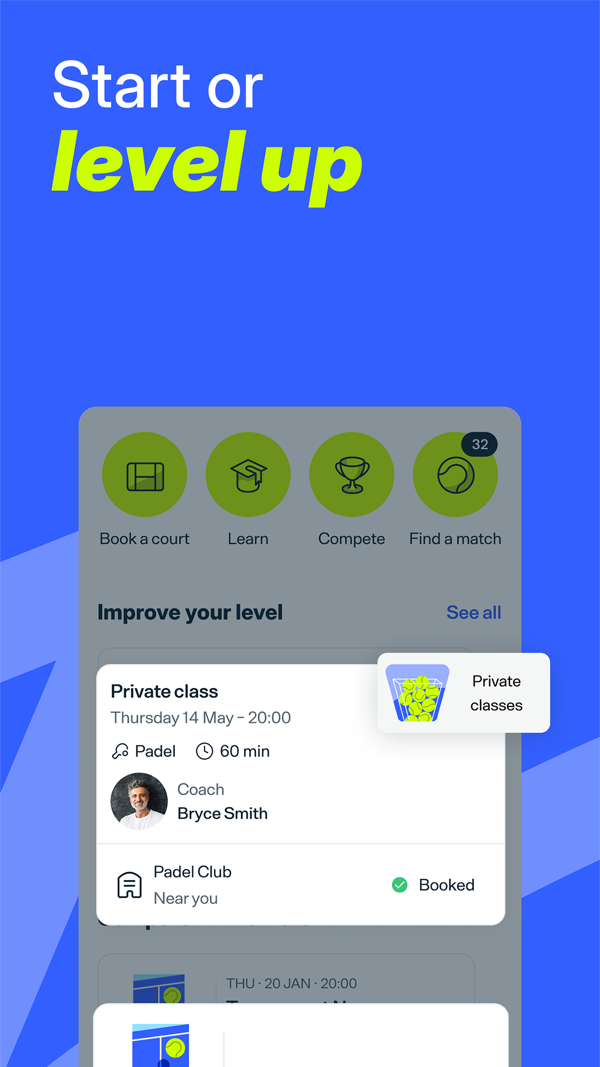 Start or
level up
32
Book a court
Learn
Compete
Find a match
Improve your level
See all
Private class
Thursday 14 May – 20:00
Private
classes
Padel
60 min
Coach
Bryce Smith
Padel Club
Near you
Booked
THU · 20 JAN · 20:00